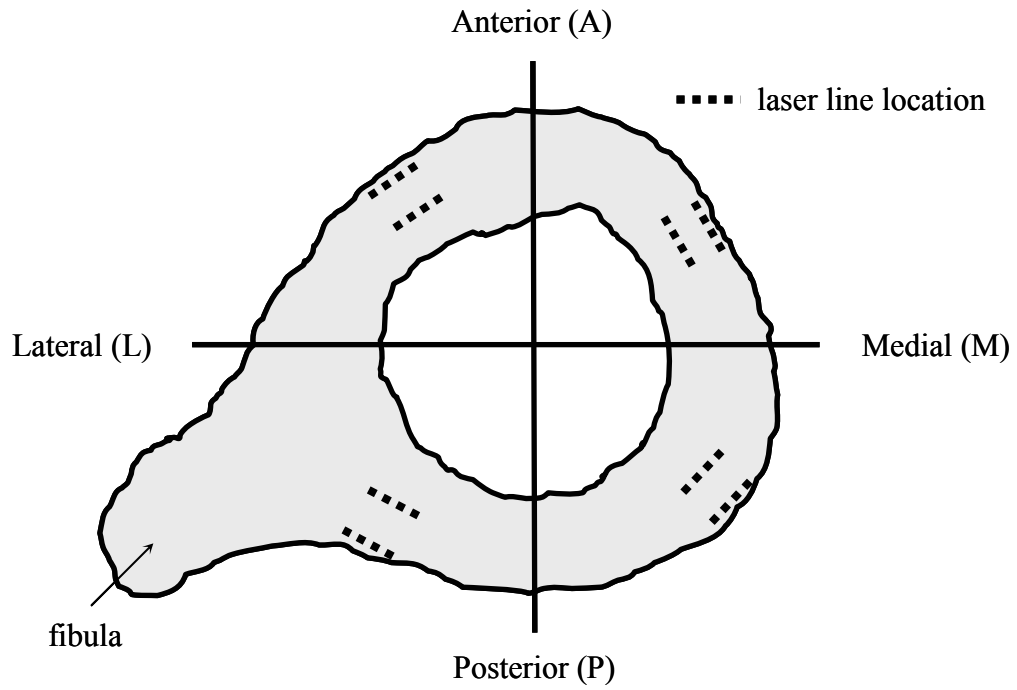 Anterior (A)
laser line location
Lateral (L)
Medial (M)
fibula
Posterior (P)